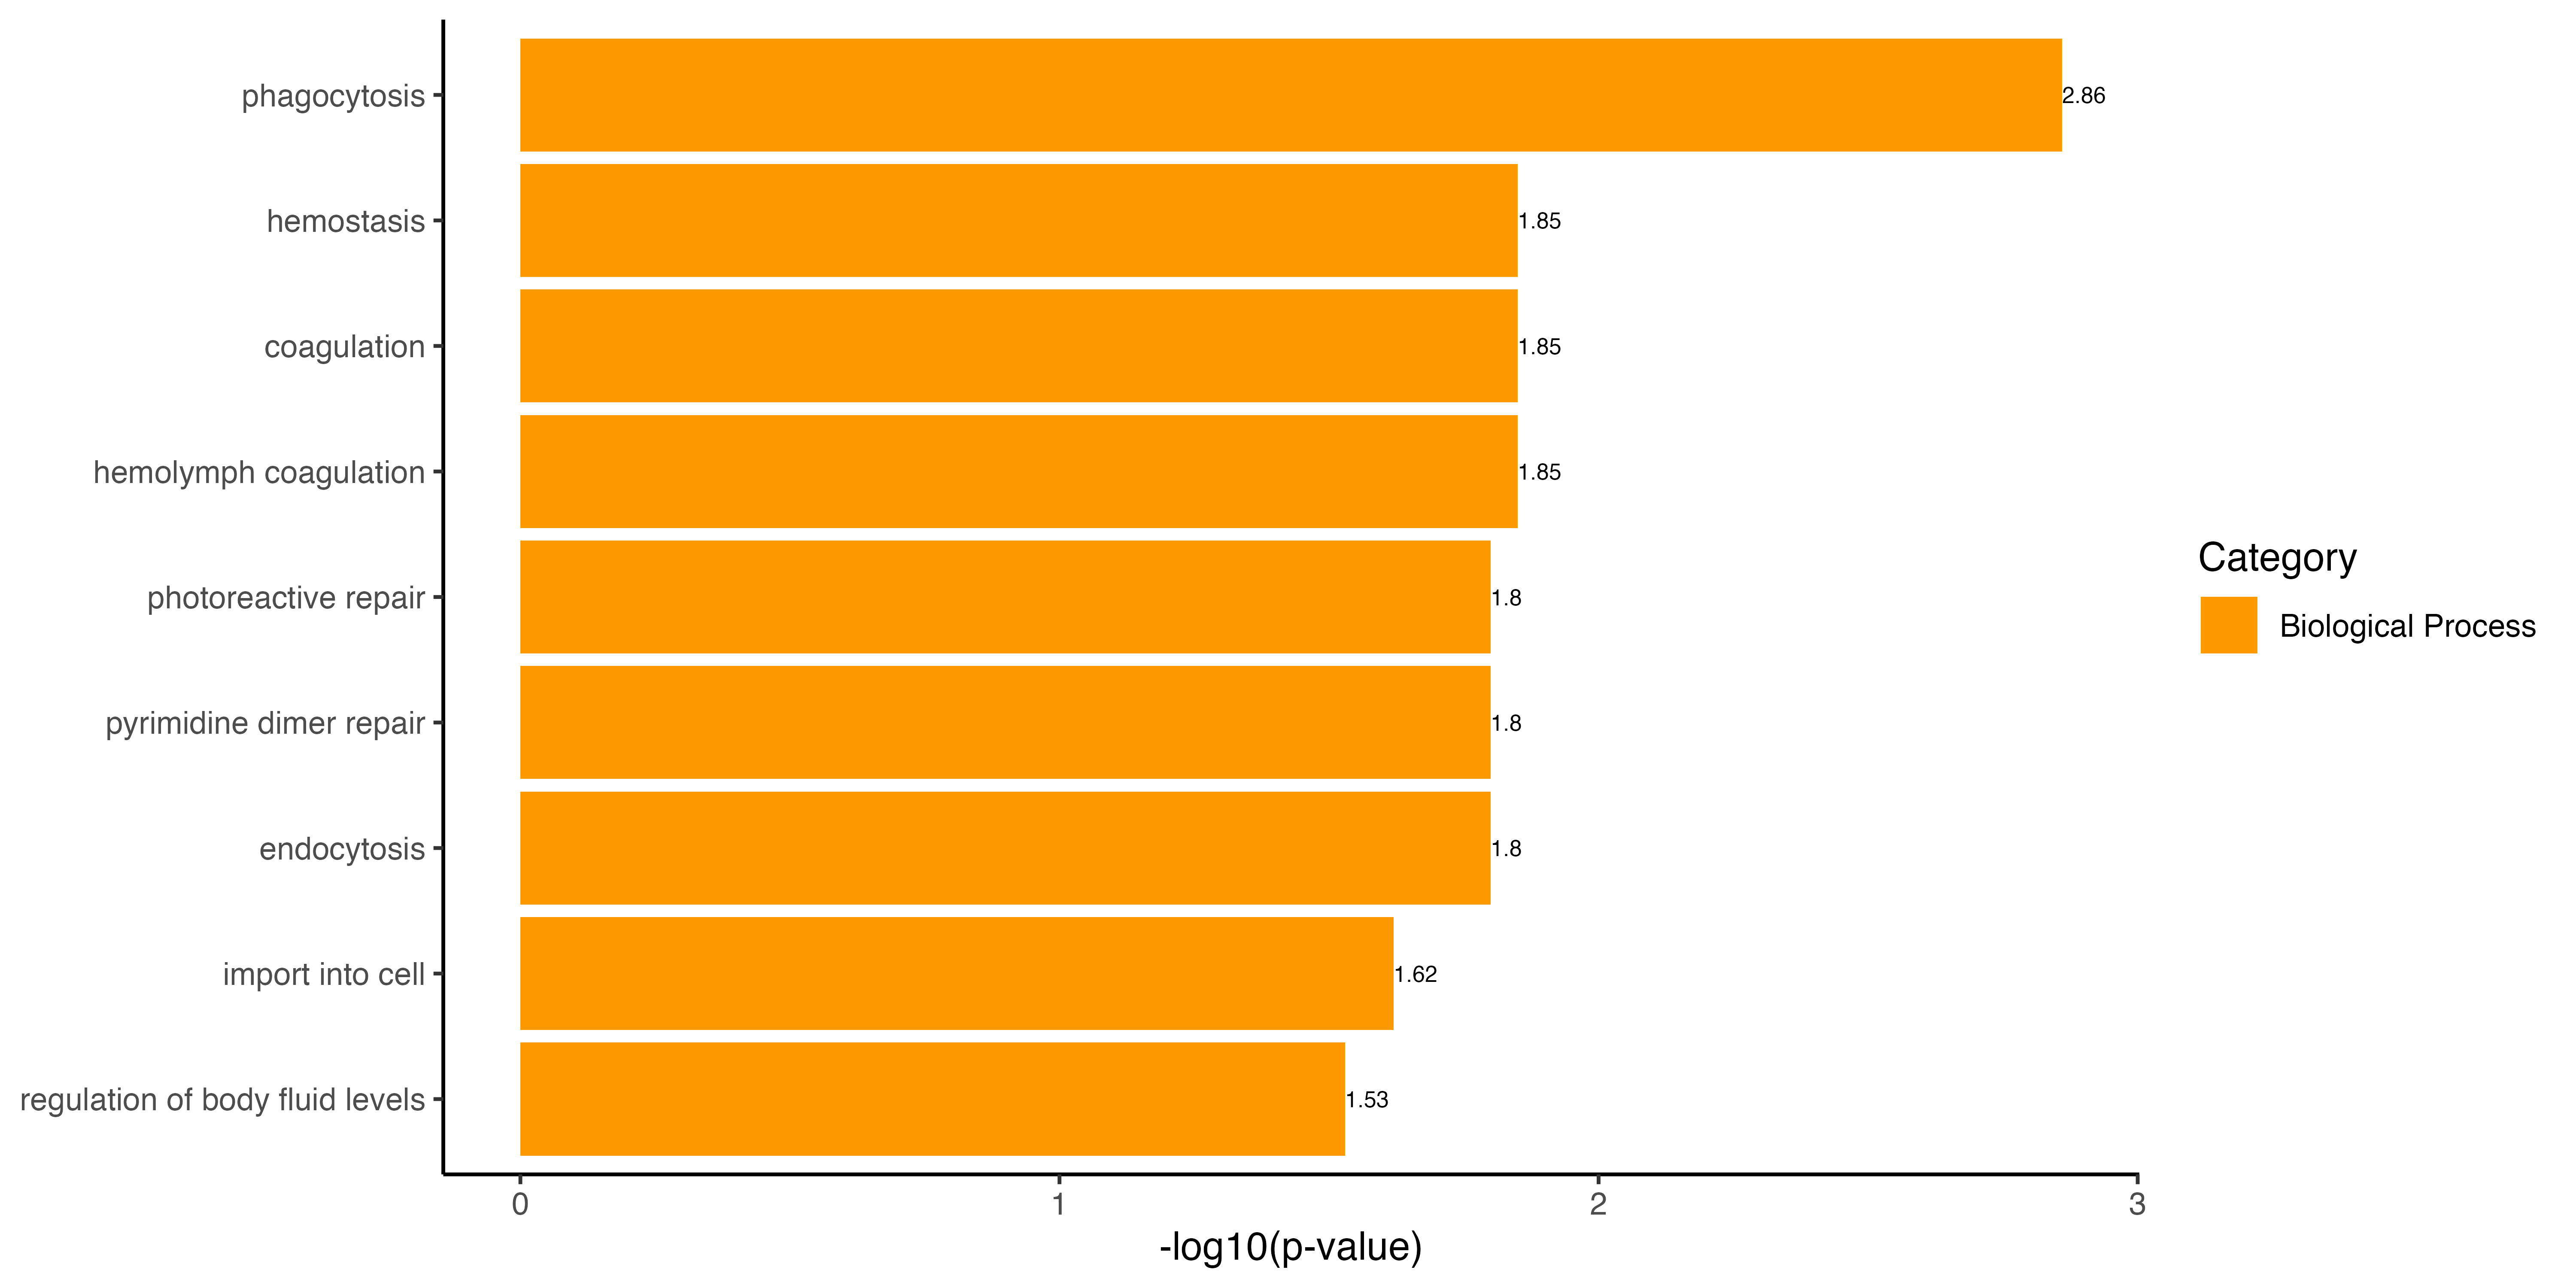 phagocytosis
2.86
hemostasis
1.85
coagulation
1.85
hemolymph coagulation
1.85
photoreactive repair
1.8
pyrimidine dimer repair
1.8
endocytosis
1.8
import into cell
1.62
regulation of body fluid levels
1.53
0 1 2 3
-log10(p-value)
Category
Biological Process